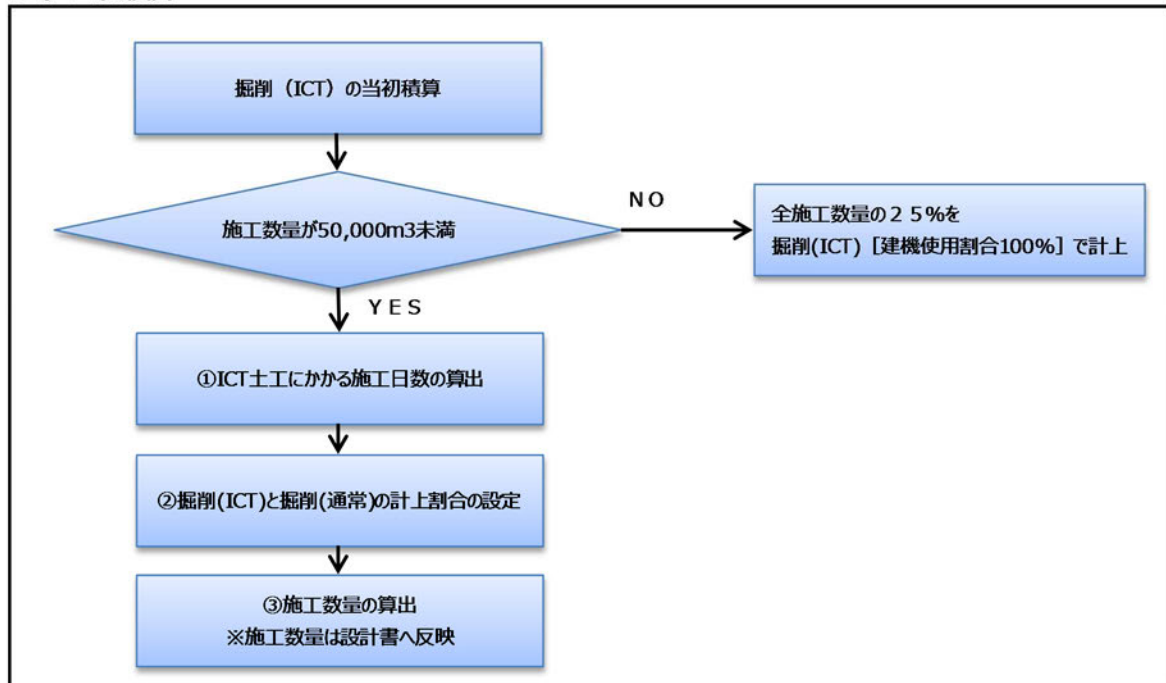 掘削（ICT）の当初積算
施工数量が50,000m3未満
ＮＯ
全施工数量の２５%を
掘削(ICT)［建機使用割合100%］で計上
ＹＥＳ
①ICT土工にかかる施工日数の算出
②掘削(ICT)と掘削(通常)の計上割合の設定
③施工数量の算出
※施工数量は設計書へ反映